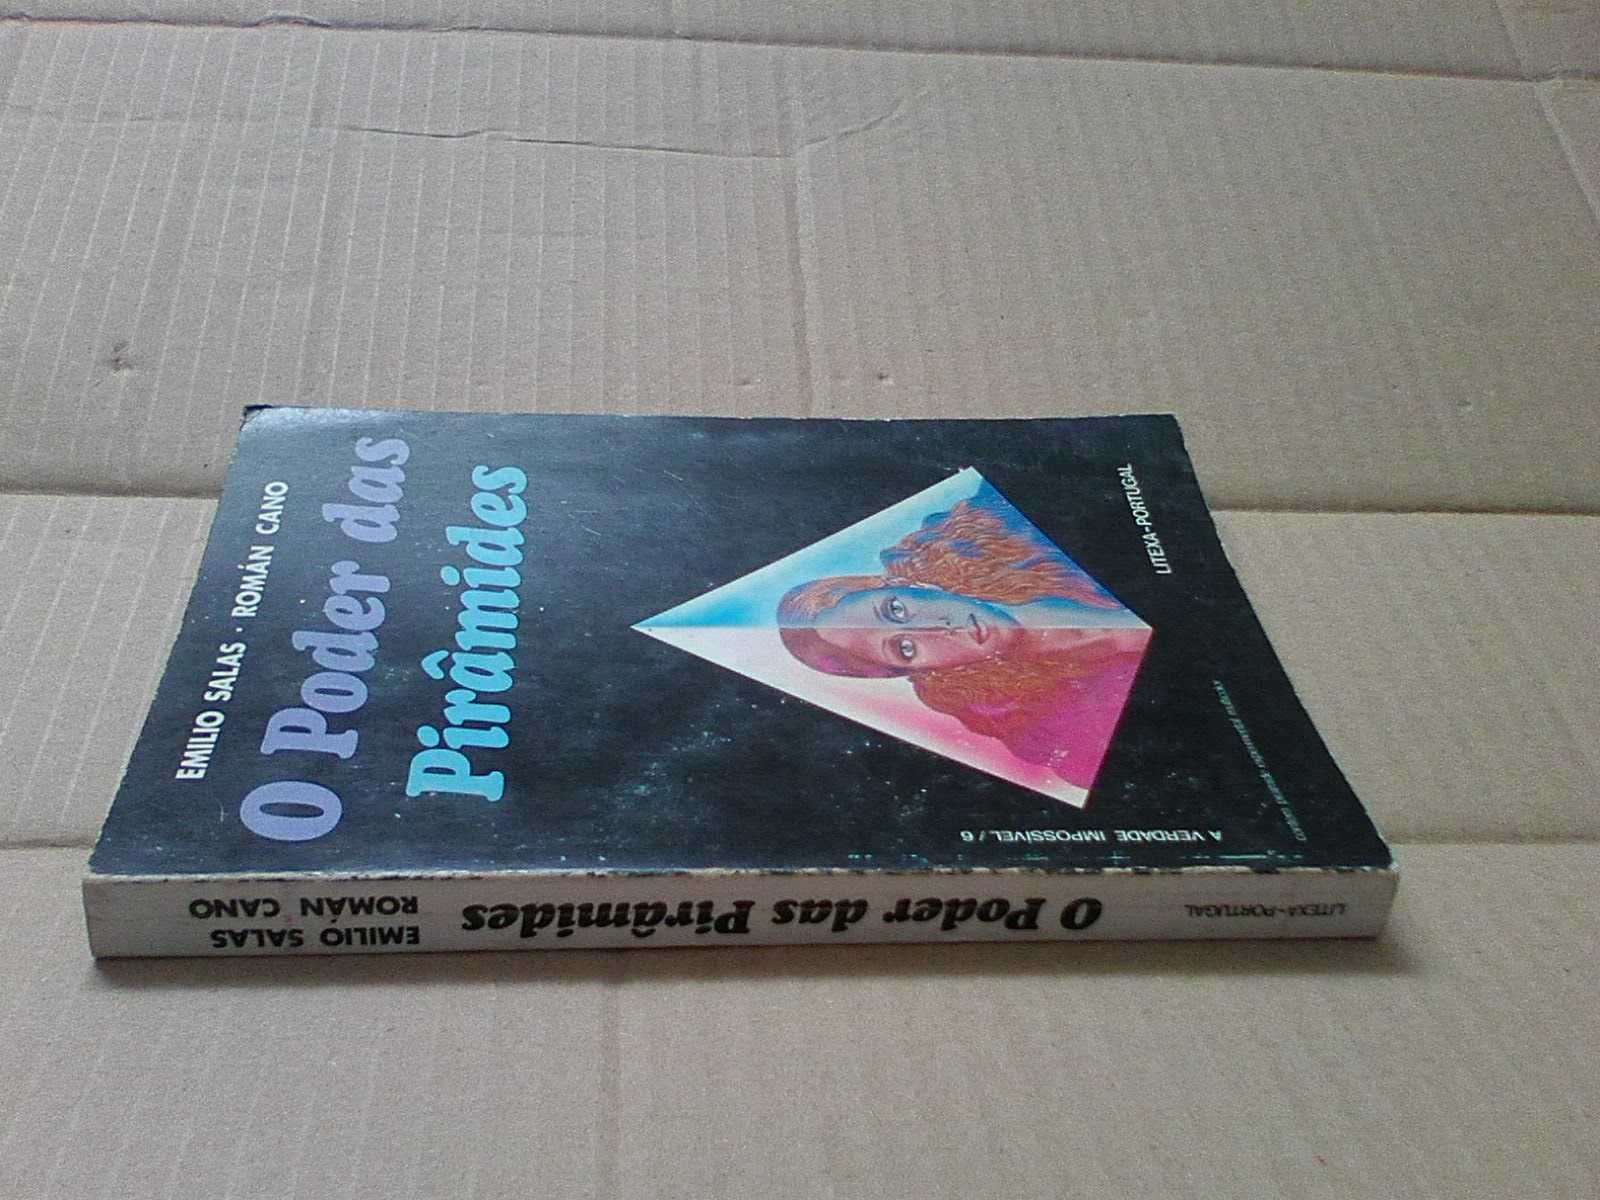 EMILIO SALAS · ROMÁN CANO
O Poder das
Pirâmides
LITEXA-PORTUGAL
A VERDADE IMPOSSÍVEL / 6
EMILIO SALAS
ROMÁN CANO
O Poder das Pirâmides
LITEXA-PORTUGAL